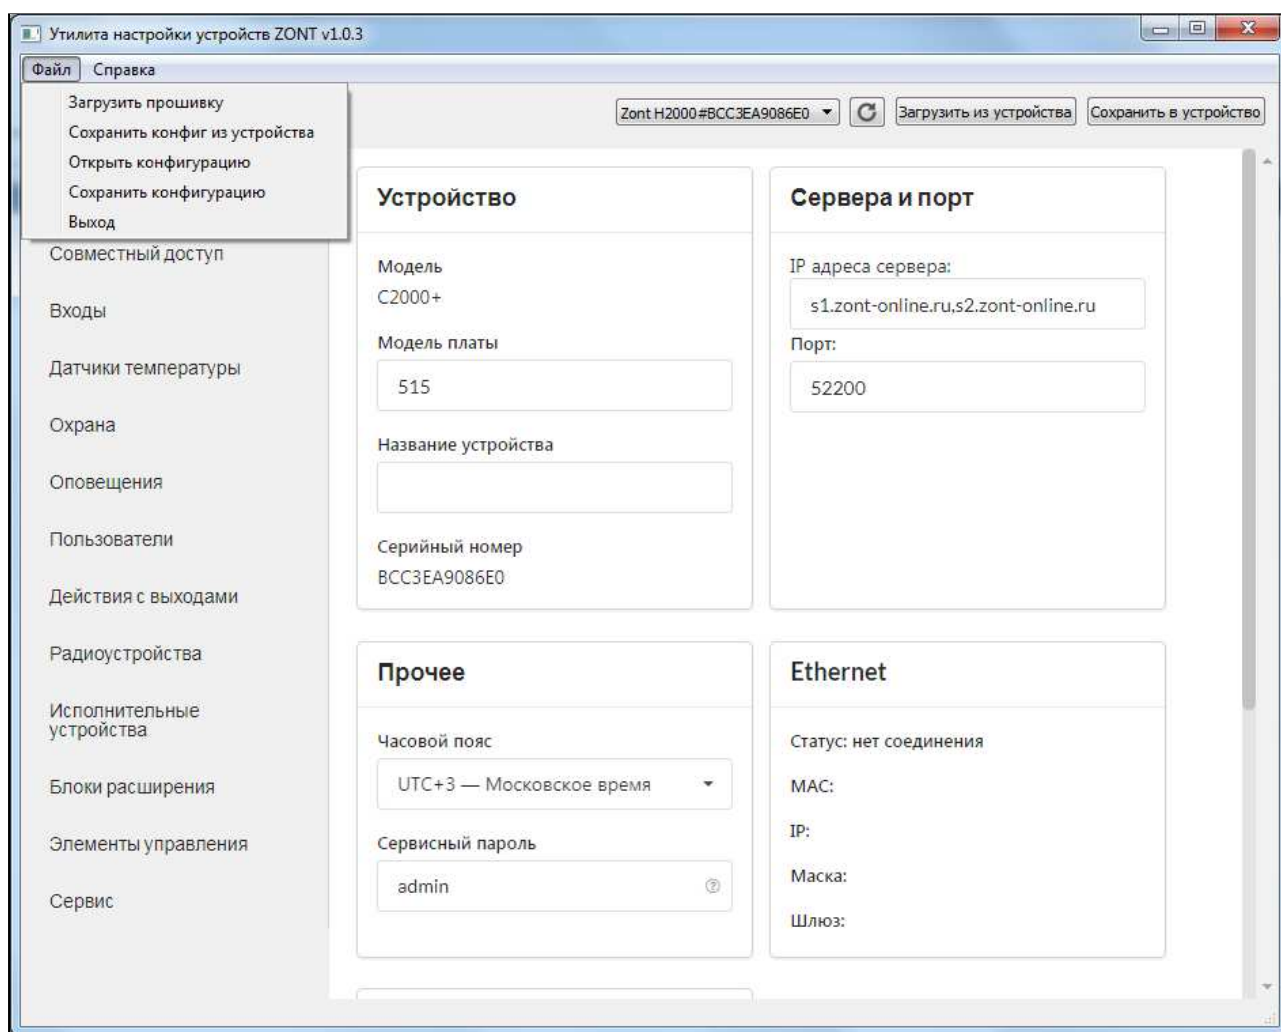 Утилита настройки устройств ZONT v1.0.3
Файл Справка
Загрузить прошивку
Сохранить конфиг из устройства
Открыть конфигурацию
Сохранить конфигурацию
Выход
Zont H2000#BCC3EA9086E0 Загрузить из устройства Сохранить в устройство
Совместный доступ
Входы
Датчики температуры
Охрана
Оповещения
Пользователи
Действия с выходами
Радиоустройства
Исполнительные
устройства
Блоки расширения
Элементы управления
Сервис
Устройство
Модель
C2000+
Модель платы
515
Название устройства
Серийный номер
BCC3EA9086E0
Сервера и порт
IP адреса сервера:
s1.zont-online.ru,s2.zont-online.ru
Порт:
52200
Прочее
Часовой пояс
UTC+3 — Московское время
Сервисный пароль
admin
Ethernet
Статус: нет соединения
MAC:
IP:
Маска:
Шлюз: